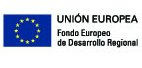 UNIÓN EUROPEA
Fondo Europeo
de Desarrollo Regional